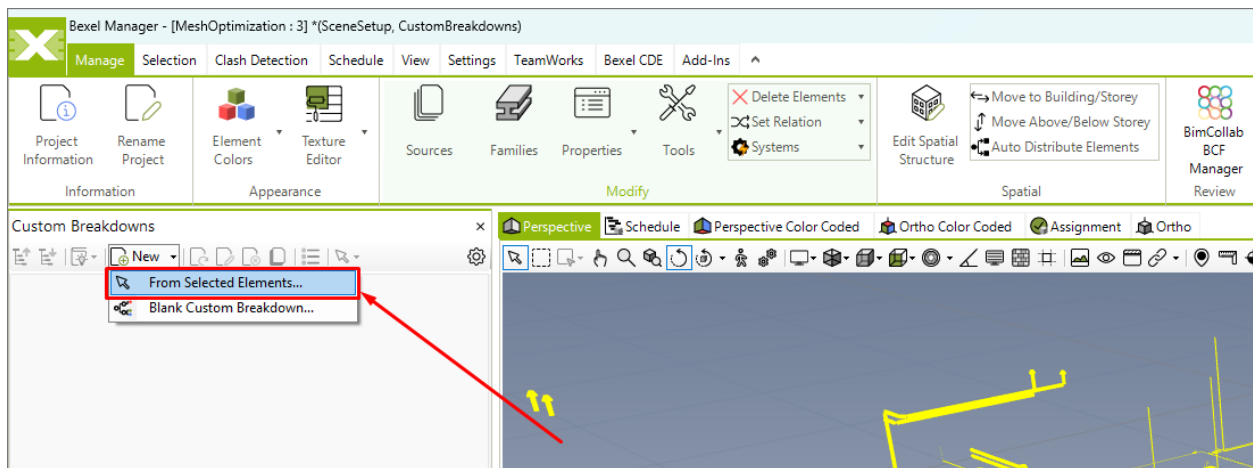 Bexel Manager - [MeshOptimization : 3] *(SceneSetup, CustomBreakdowns)
Manage Selection Clash Detection Schedule View Settings TeamWorks Bexel CDE Add-Ins
Project Information
Rename Project
Element Colors
Texture Editor
Sources
Families
Properties
Tools
Delete Elements
Set Relation
Systems
Edit Spatial Structure
Move to Building/Storey
Move Above/Below Storey
Auto Distribute Elements
BimCollab BCF Manager
Information Appearance Modify Spatial Review
Custom Breakdowns
Perspective Schedule Perspective Color Coded Ortho Color Coded Assignment Ortho
New
From Selected Elements...
Blank Custom Breakdown...